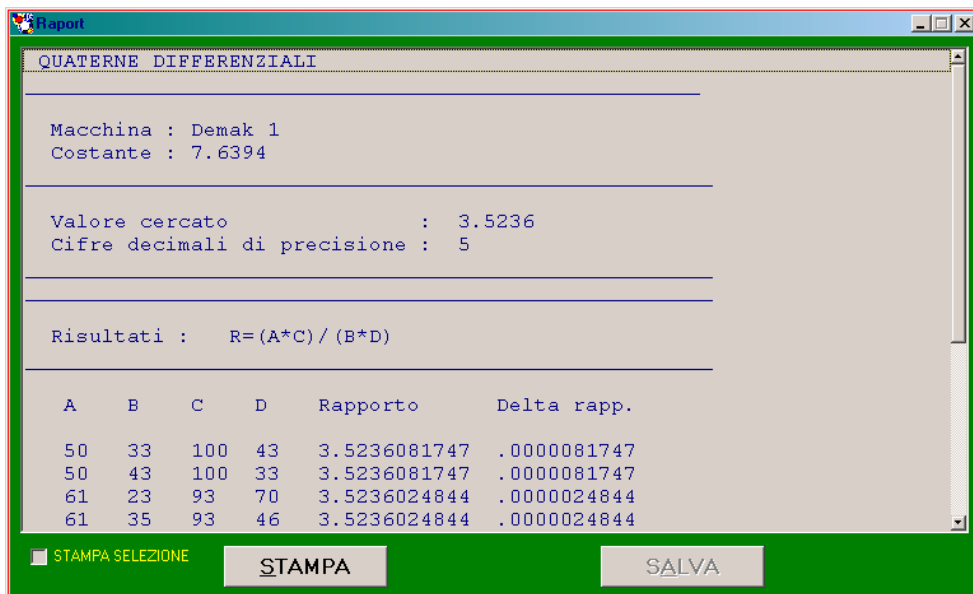 Raport
QUATERNE DIFFERENZIALI
Macchina : Demak 1
Costante : 7.6394
Valore cercato : 3.5236
Cifre decimali di precisione : 5
Risultati : R=(A*C)/(B*D)
A B C D Rapporto Delta rapp.
50 33 100 43 3.5236081747 .0000081747
50 43 100 33 3.5236081747 .0000081747
61 23 93 70 3.5236024844 .0000024844
61 35 93 46 3.5236024844 .0000024844
STAMPA SELEZIONE
STAMPA
SALVA